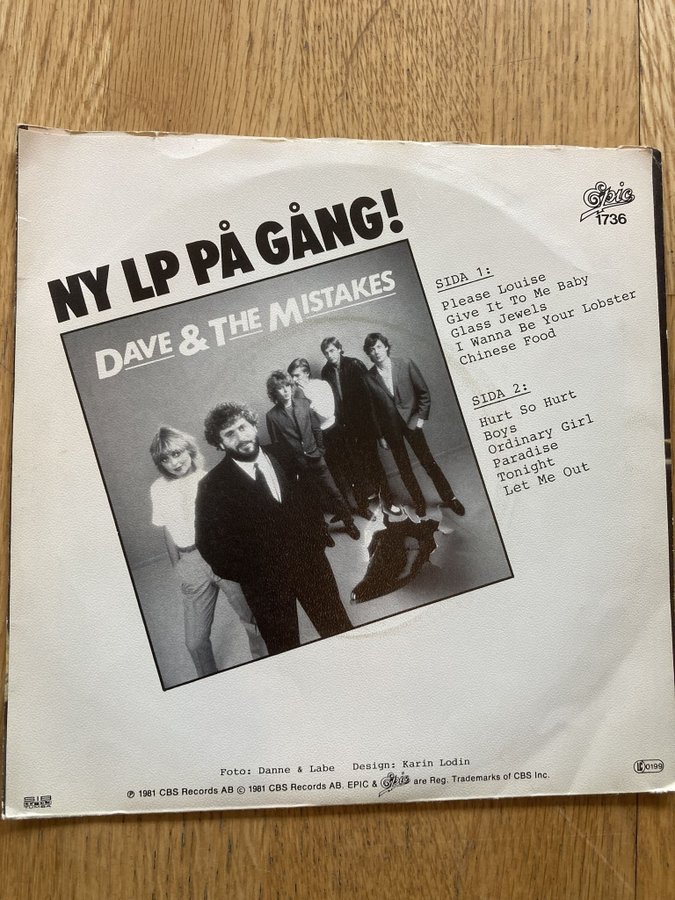 NY LP PÅ GÅNG!
Epic
1736
DAVE & THE MISTAKES
SIDA 1:
Please Louise
Give It To Me Baby
Glass Jewels
I Wanna Be Your Lobster
Chinese Food
SIDA 2:
Hurt So Hurt
Boys
Ordinary Girl
Paradise
Tonight
Let Me Out
Foto: Danne & Labe Design: Karin Lodin
℗ 1981 CBS Records AB © 1981 CBS Records AB. EPIC & Epic are Reg. Trademarks of CBS Inc.
0199